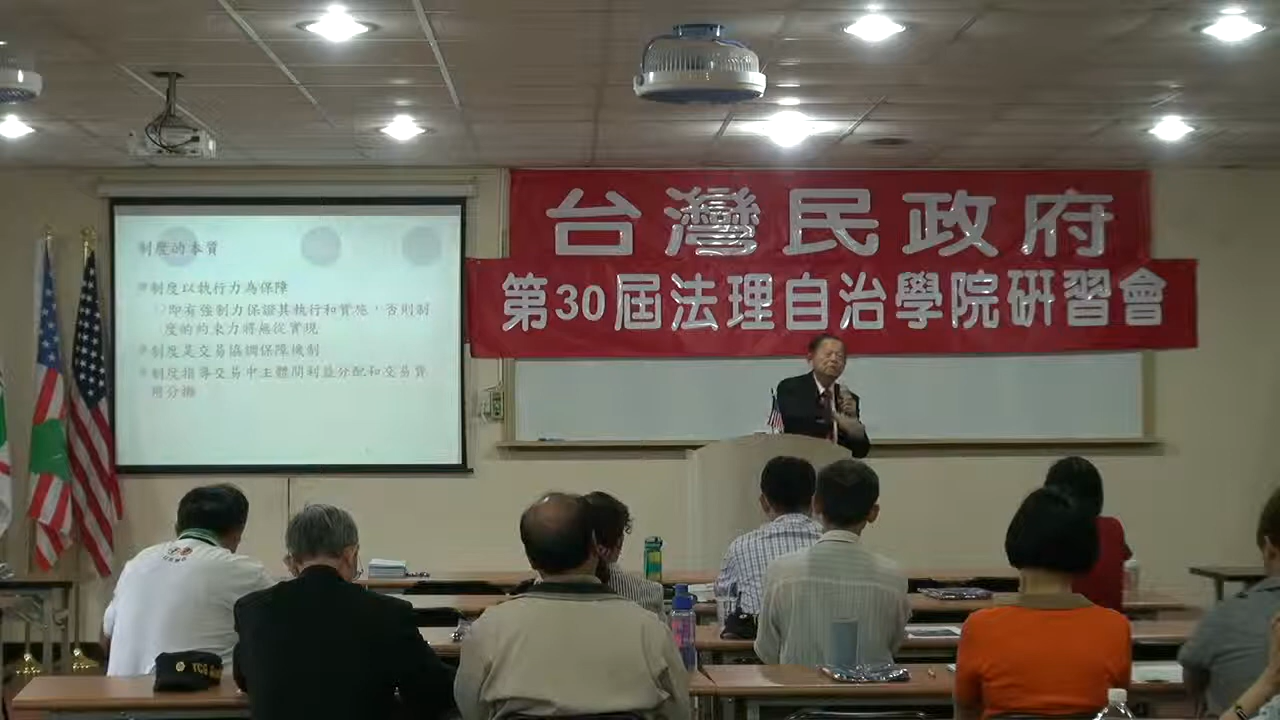 台灣民政府
第30屆法理自治學院研習會
制度的本質
制度以執行力為保障
即有強制力保證其執行和實施，否則制
度的約束力將無從實現
制度是交易協調保障機制
制度指導交易中主體間利益分配和交易費
用分擔